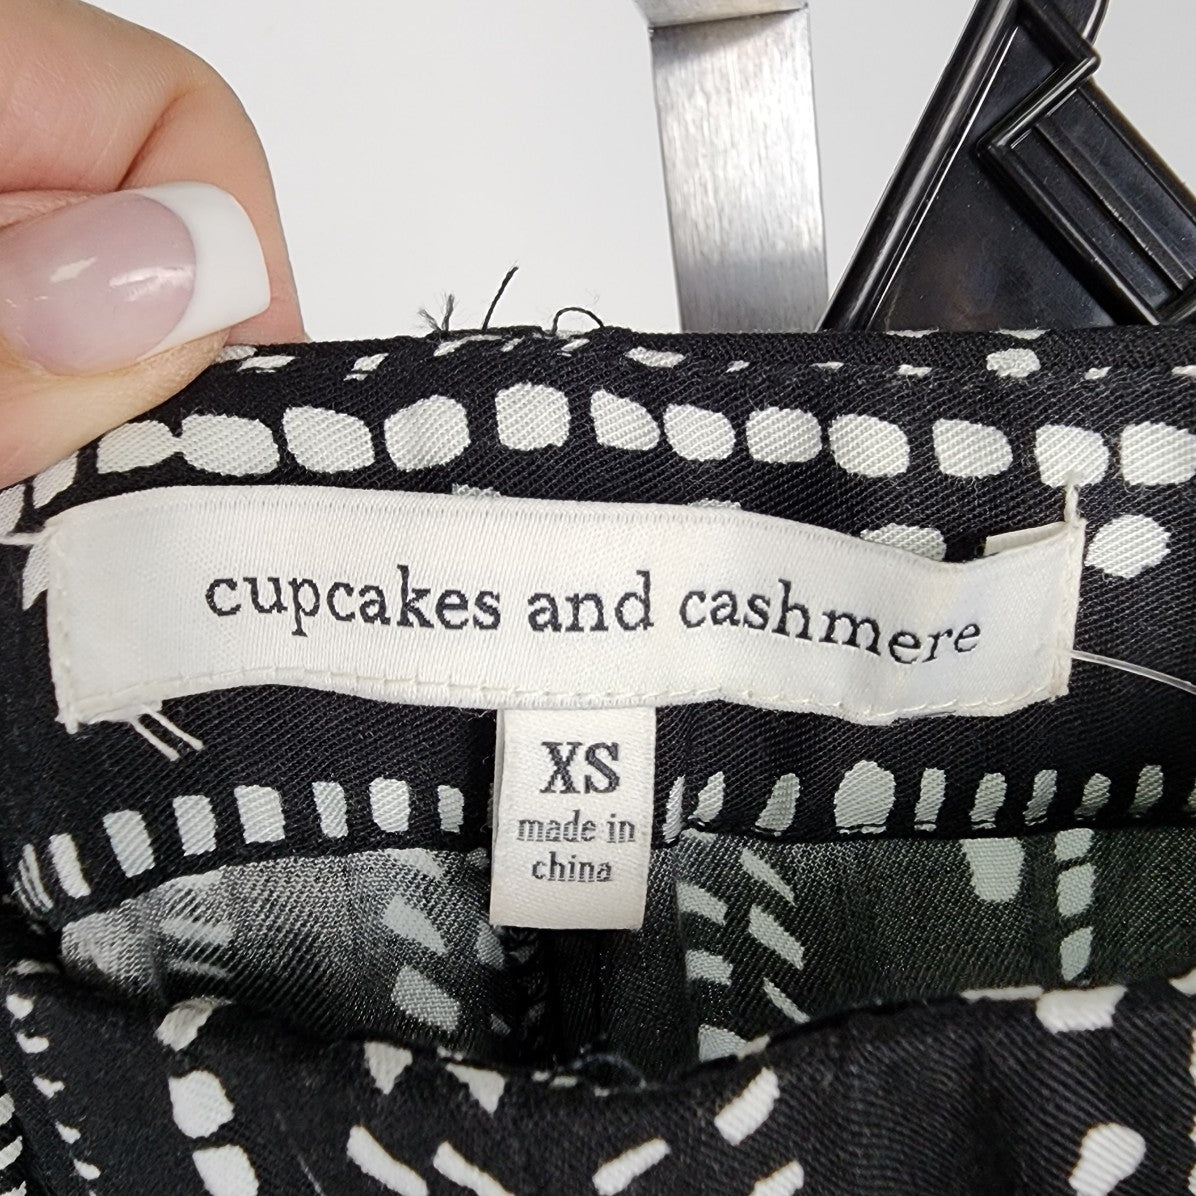 cupcakes and cashmere
XS
made in
china